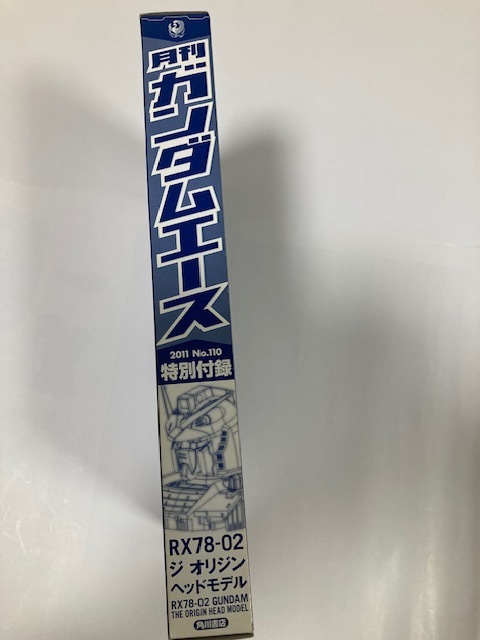 月刊
ガンダムエース
2011 No.110
特別付録
RX78-02
ジ オリジン
ヘッドモデル
RX78-02 GUNDAM
THE ORIGIN HEAD MODEL
角川書店